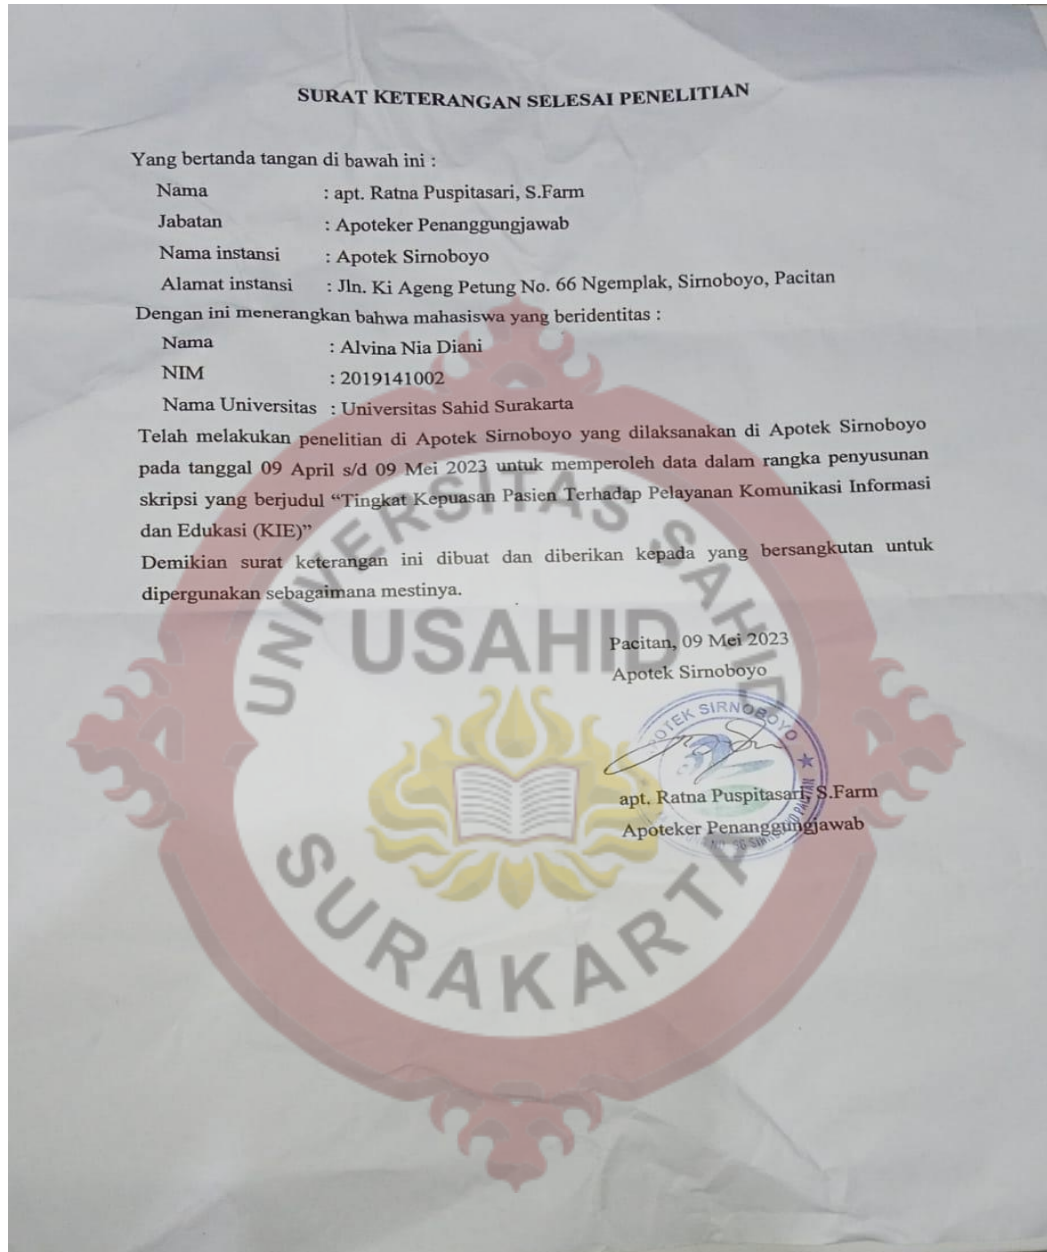 SURAT KETERANGAN SELESAI PENELITIAN
Yang bertanda tangan di bawah ini :
Nama : apt. Ratna Puspitasari, S.Farm
Jabatan : Apoteker Penanggungjawab
Nama instansi : Apotek Sirnoboyo
Alamat instansi : Jln. Ki Ageng Petung No. 66 Ngemplak, Sirnoboyo, Pacitan
Dengan ini menerangkan bahwa mahasiswa yang beridentitas :
Nama : Alvina Nia Diani
NIM : 2019141002
Nama Universitas : Universitas Sahid Surakarta
Telah melakukan penelitian di Apotek Sirnoboyo yang dilaksanakan di Apotek Sirnoboyo
pada tanggal 09 April s/d 09 Mei 2023 untuk memperoleh data dalam rangka penyusunan
skripsi yang berjudul “Tingkat Kepuasan Pasien Terhadap Pelayanan Komunikasi Informasi
dan Edukasi (KIE)”
Demikian surat keterangan ini dibuat dan diberikan kepada yang bersangkutan untuk
dipergunakan sebagaimana mestinya.
Pacitan, 09 Mei 2023
Apotek Sirnoboyo
APOTEK SIRNOBOYO
apt. Ratna Puspitasari, S.Farm
Apoteker Penanggungjawab
UNIVERSITAS SAHID
USAHID
SURAKARTA